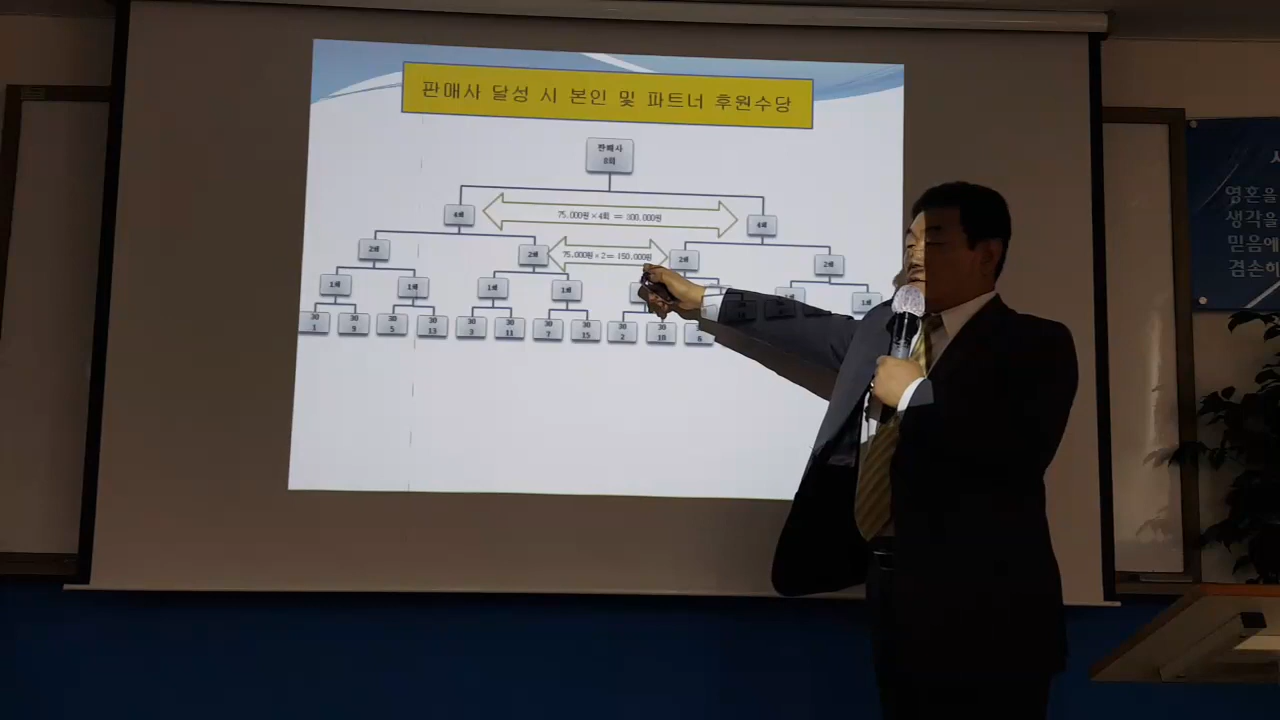 판매사 달성 시 본인 및 파트너 후원수당
판매사
8회
4회
75.000원×4회 = 300.000원
4회
2회
2회
75.000원×2= 150.000원
2회
2회
1회
1회
1회
1회
1회
30
1
30
9
30
5
30
13
30
3
30
11
30
7
30
15
30
2
30
10
영혼을
생각을
믿음에
겸손하